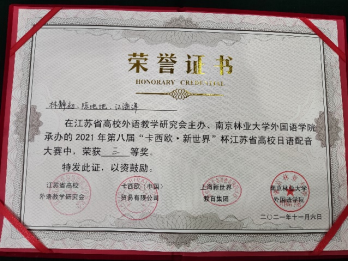 荣誉证书
HONORARY CREDENTIAL
在江苏省高校外语教学研究会主办、南京林业大学外国语学院
承办的 2021 年第八届“卡西欧·新世界”杯江苏省高校日语配音
大赛中，荣获 三 等奖。
特发此证，以资鼓励。
江苏省高校 卡西欧（中国） 上海新世界 南京林业大学
外语教学研究会 贸易有限公司 教育集团 外国语学院
二〇二一年十一月六日